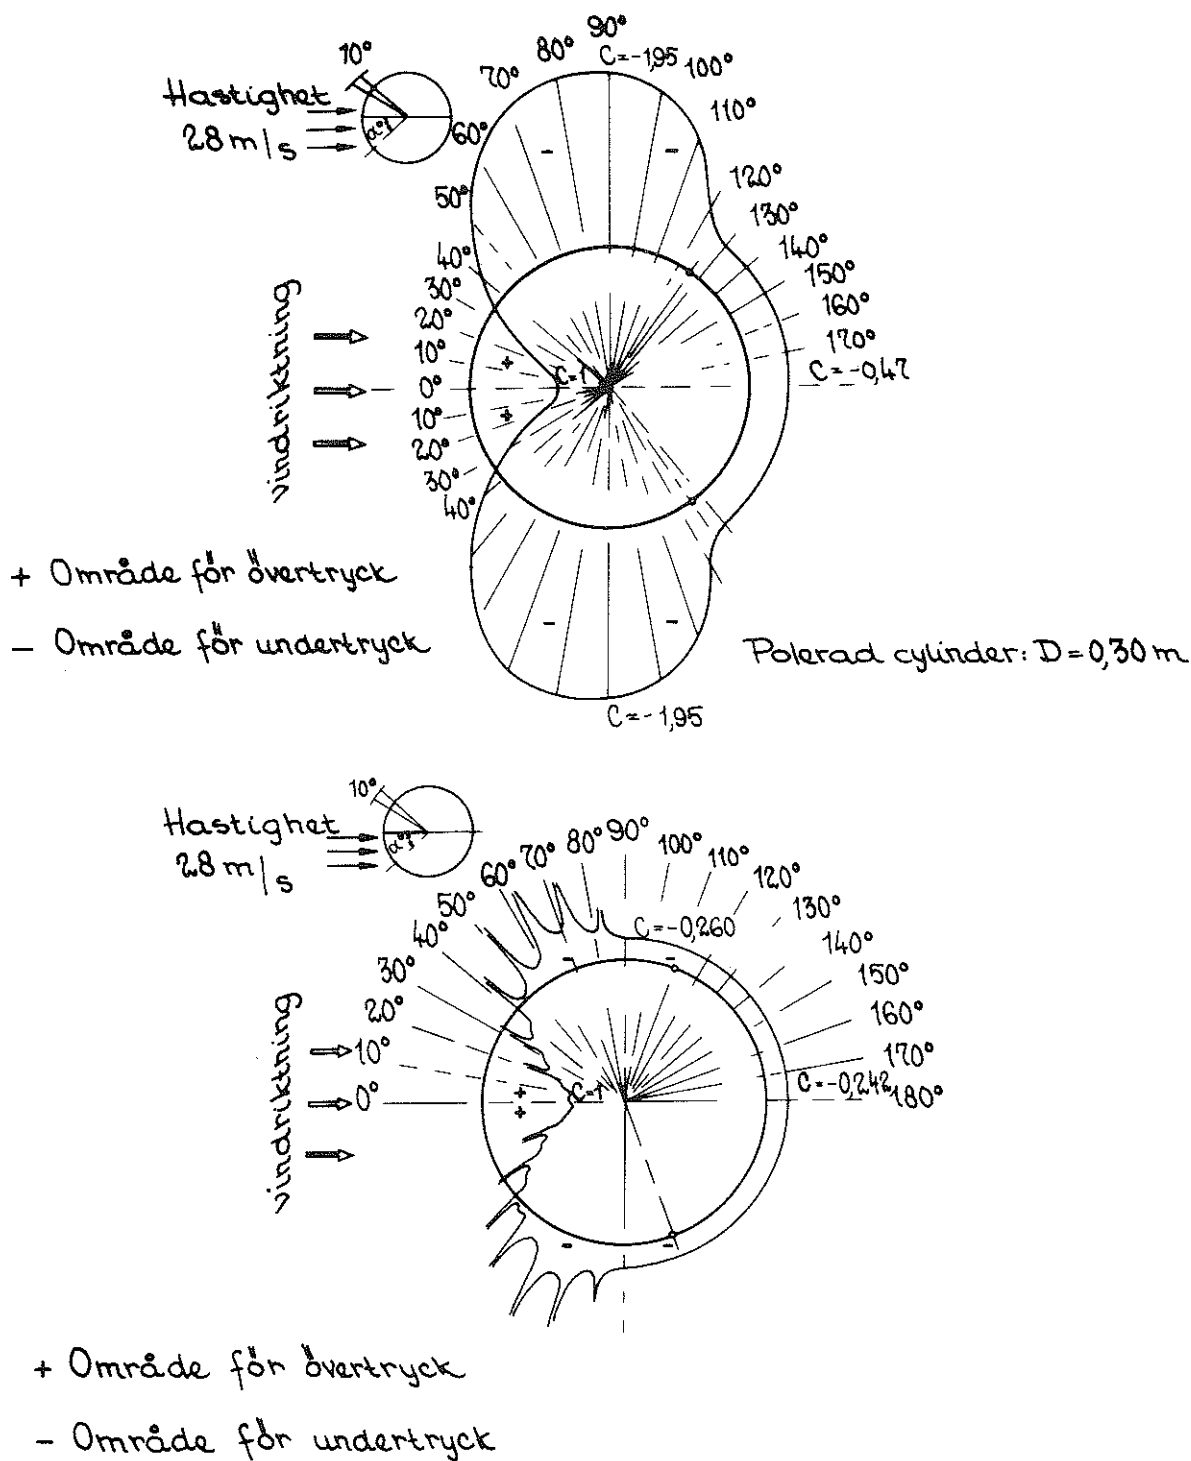 90°
80°
C=-1,95
100°
70°
110°
10°
Hastighet
28 m/s
α°
60°
50°
120°
130°
40°
140°
30°
150°
20°
160°
10°
170°
C=1
C=-0,47
0°
10°
20°
30°
40°
vindriktning
+ Område för övertryck
- Område för undertryck
Polerad cylinder: D=0,30 m
C=-1,95
10°
Hastighet
28 m/s
α°
90°
80°
100°
70°
110°
60°
120°
50°
130°
40°
C=-0,260
140°
30°
150°
20°
160°
10°
170°
C=1
C=-0,242
180°
0°
vindriktning
+ Område för övertryck
- Område för undertryck